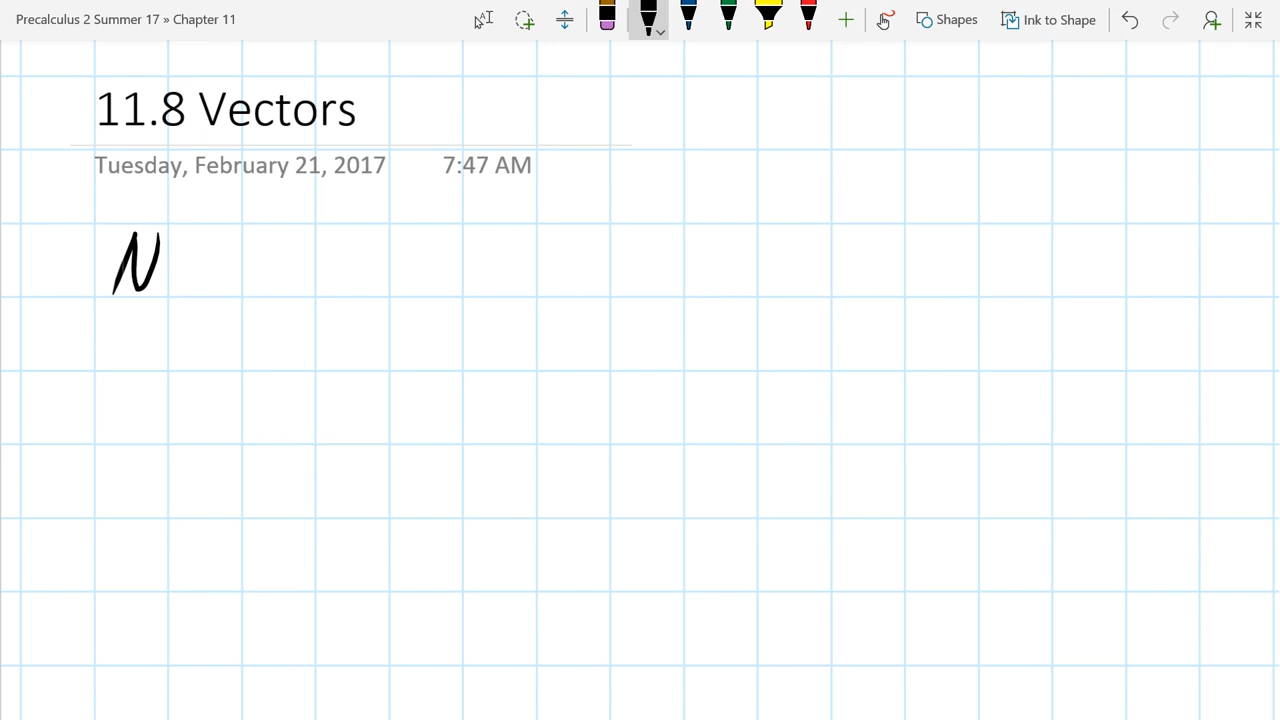 Precalculus 2 Summer 17 » Chapter 11
Shapes
Ink to Shape
11.8 Vectors
Tuesday, February 21, 2017 7:47 AM
N